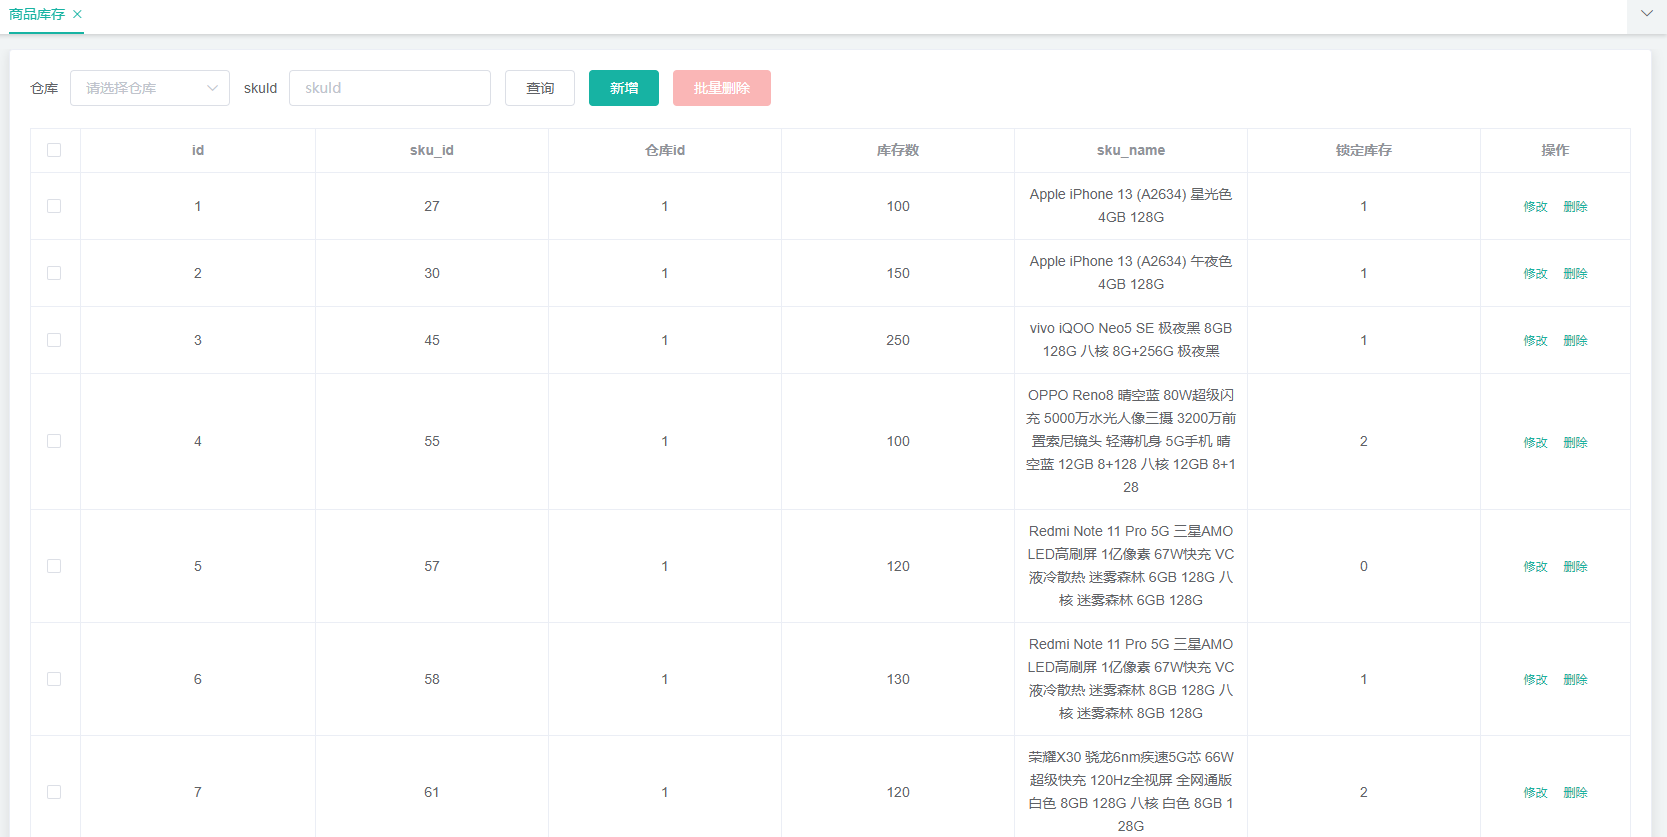 商品库存
仓库 请选择仓库 skuId skuId 查询 新增 批量删除
id sku_id 仓库id 库存数 sku_name 锁定库存 操作
1 27 1 100 Apple iPhone 13 (A2634) 星光色 1 修改 删除
4GB 128G
2 30 1 150 Apple iPhone 13 (A2634) 午夜色 1 修改 删除
4GB 128G
3 45 1 250 vivo iQOO Neo5 SE 极夜黑 8GB 1 修改 删除
128G 八核 8G+256G 极夜黑
4 55 1 100 OPPO Reno8 晴空蓝 80W超级闪 2 修改 删除
充 5000万水光人像三摄 3200万前
置索尼镜头 轻薄机身 5G手机 晴
空蓝 12GB 8+128 八核 12GB 8+1
28
5 57 1 120 Redmi Note 11 Pro 5G 三星AMO 0 修改 删除
LED高刷屏 1亿像素 67W快充 VC
液冷散热 迷雾森林 6GB 128G 八
核 迷雾森林 6GB 128G
6 58 1 130 Redmi Note 11 Pro 5G 三星AMO 1 修改 删除
LED高刷屏 1亿像素 67W快充 VC
液冷散热 迷雾森林 8GB 128G 八
核 迷雾森林 8GB 128G
7 61 1 120 荣耀X30 骁龙6nm疾速5G芯 66W 2 修改 删除
超级快充 120Hz全视屏 全网通版
白色 8GB 128G 八核 白色 8GB 1
28G